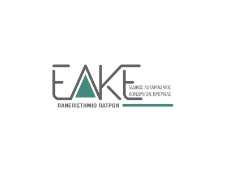 ΕΛΚΕ
ΕΙΔΙΚΟΣ ΛΟΓΑΡΙΑΣΜΟΣ
ΚΟΝΔΥΛΙΩΝ ΕΡΕΥΝΑΣ
ΠΑΝΕΠΙΣΤΗΜΙΟ ΠΑΤΡΩΝ